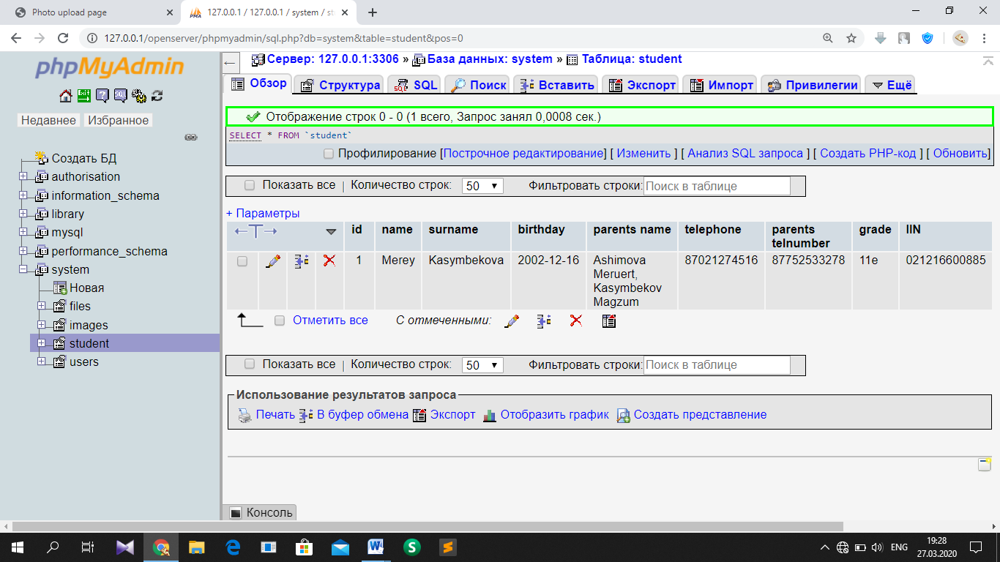 Photo upload page
127.0.0.1 / 127.0.0.1 / system / st
127.0.0.1/openserver/phpmyadmin/sql.php?db=system&table=student&pos=0
phpMyAdmin
Недавнее Избранное
Создать БД
authorisation
information_schema
library
mysql
performance_schema
system
Новая
files
images
student
users
Сервер: 127.0.0.1:3306 » База данных: system » Таблица: student
Обзор Структура SQL Поиск Вставить Экспорт Импорт Привилегии Ещё
Отображение строк 0 - 0 (1 всего, Запрос занял 0,0008 сек.)
SELECT * FROM `student`
Профилирование [Построчное редактирование] [ Изменить ] [ Анализ SQL запроса ] [ Создать PHP-код ] [ Обновить]
Показать все | Количество строк: 50 Фильтровать строки: Поиск в таблице
+ Параметры
id name surname birthday parents name telephone parents telnumber grade IIN
1 Merey Kasymbekova 2002-12-16 Ashimova Meruert, Kasymbekov Magzum 87021274516 87752533278 11e 021216600885
Отметить все С отмеченными:
Показать все | Количество строк: 50 Фильтровать строки: Поиск в таблице
Использование результатов запроса
Печать В буфер обмена Экспорт Отобразить график Создать представление
Консоль
ENG 19:28
27.03.2020